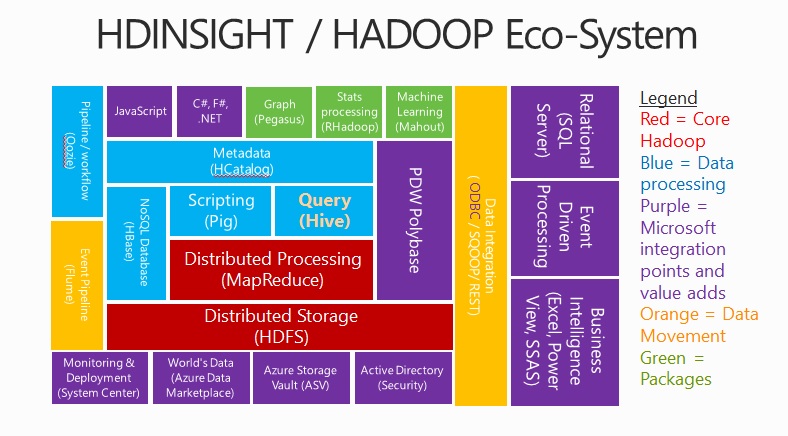 HDINSIGHT / HADOOP Eco-System
Pipeline / workflow
(Oozie)
JavaScript
C#, F#,
.NET
Graph
(Pegasus)
Stats
processing
(RHadoop)
Machine
Learning
(Mahout)
Metadata
(HCatalog)
NoSQL Database
(HBase)
Scripting
(Pig)
Query
(Hive)
PDW Polybase
Distributed Processing
(MapReduce)
Event Pipeline
(Flume)
Distributed Storage
(HDFS)
Monitoring &
Deployment
(System Center)
World's Data
(Azure Data
Marketplace)
Azure Storage
Vault (ASV)
Active Directory
(Security)
Data Integration
( ODBC / SQOOP/ REST)
Relational
(SQL
Server)
Event
Driven
Processing
Business
Intelligence
(Excel, Power
View, SSAS)
Legend
Red = Core
Hadoop
Blue = Data
processing
Purple =
Microsoft
integration
points and
value adds
Orange = Data
Movement
Green =
Packages